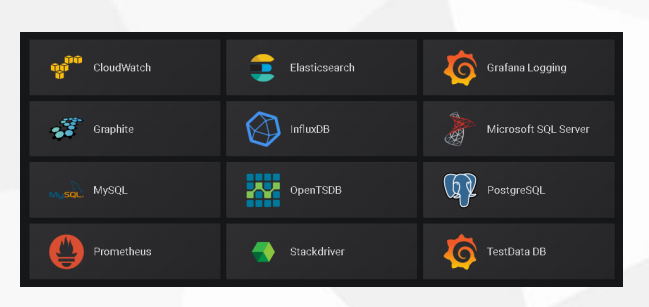 CloudWatch
Elasticsearch
Grafana Logging
Graphite
InfluxDB
Microsoft SQL Server
MySQL
MySQL
OpenTSDB
PostgreSQL
Prometheus
Stackdriver
TestData DB